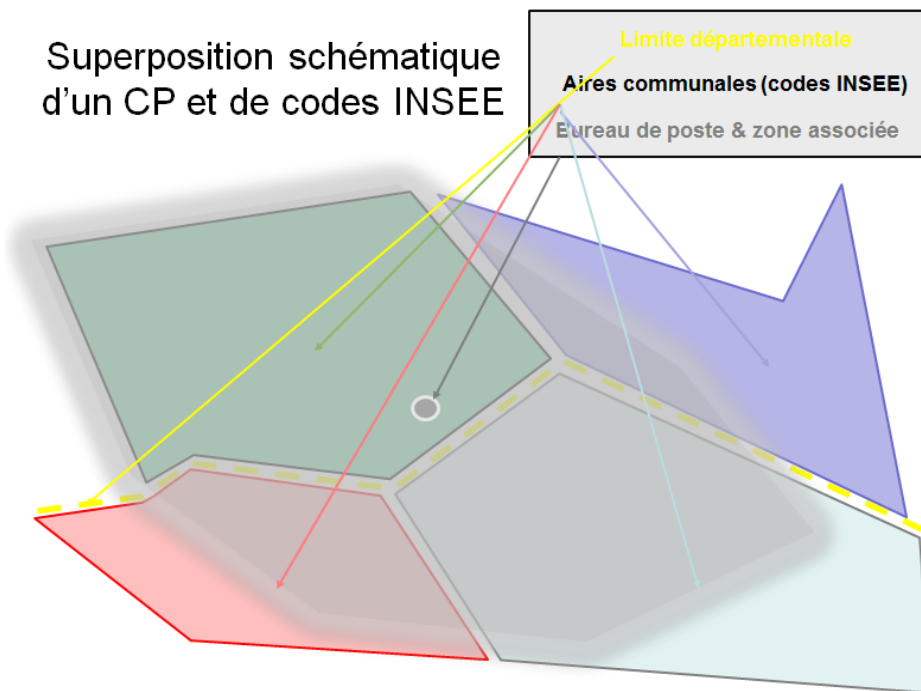 Superposition schématique
d'un CP et de codes INSEE
Limite départementale
Aires communales (codes INSEE)
Bureau de poste & zone associée